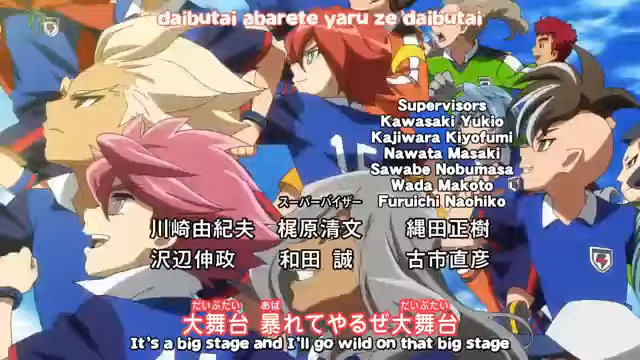 daibutai abarete yaru ze daibutai
Supervisors
Kawasaki Yukio
Kajiwara Kiyofumi
Nawata Masaki
Sawabe Nobumasa
Wada Makoto
Furuichi Naohiko
スーパーバイザー
川崎由紀夫 梶原清文 縄田正樹
沢辺伸政 和田 誠 古市直彦
だいぶたい あば だいぶたい
大舞台 暴れてやるぜ大舞台
It's a big stage and I'll go wild on that big stage
15